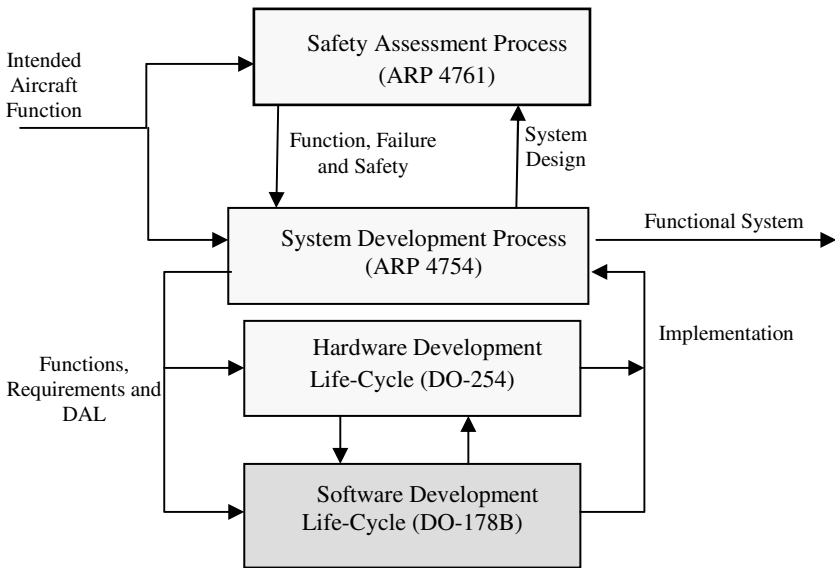 Safety Assessment Process
(ARP 4761)
Intended
Aircraft
Function
Function, Failure
and Safety
System
Design
System Development Process
(ARP 4754)
Functional System
Hardware Development
Life-Cycle (DO-254)
Implementation
Functions,
Requirements and
DAL
Software Development
Life-Cycle (DO-178B)